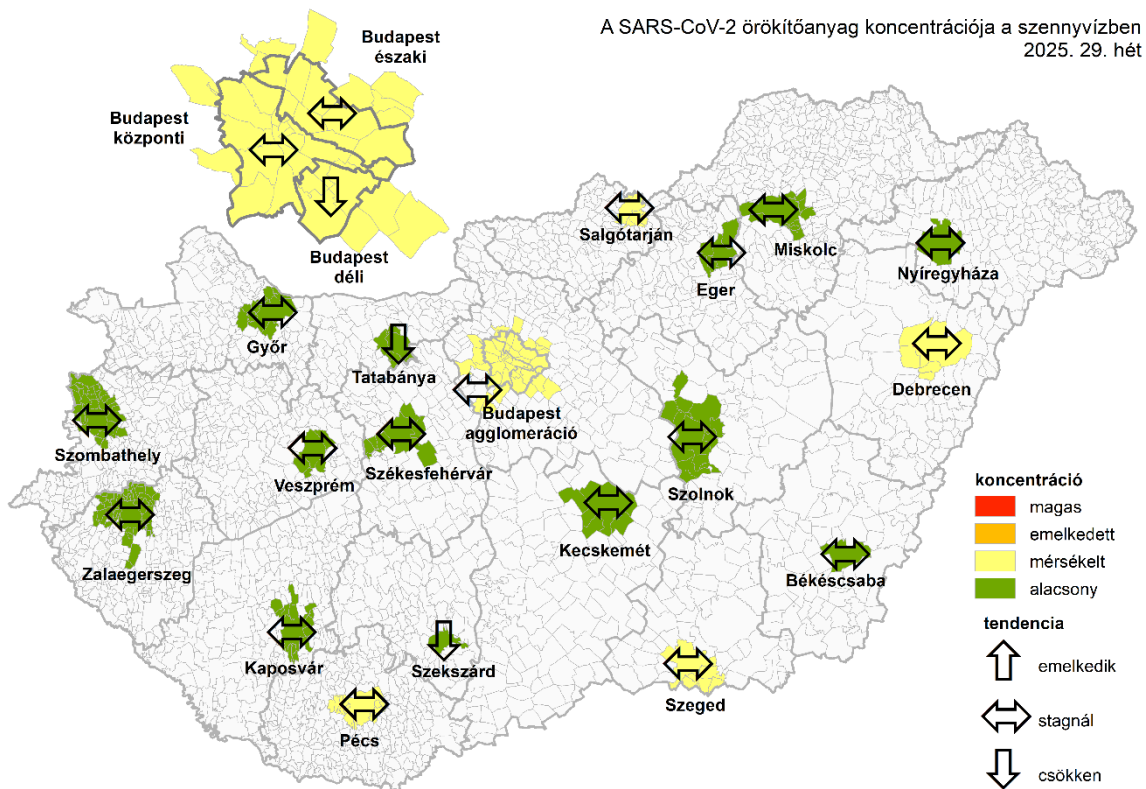 A SARS-CoV-2 örökítőanyag koncentrációja a szennyvízben
2025. 29. hét
Budapest
északi
Budapest
központi
Budapest
déli
Salgótarján
Miskolc
Eger
Nyíregyháza
Győr
Tatabánya
Debrecen
Budapest
agglomeráció
Szombathely
Veszprém
Székesfehérvár
Szolnok
Kecskemét
Zalaegerszeg
Békéscsaba
Kaposvár
Szekszárd
Szeged
Pécs
koncentráció
magas
emelkedett
mérsékelt
alacsony
tendencia
emelkedik
stagnál
csökken